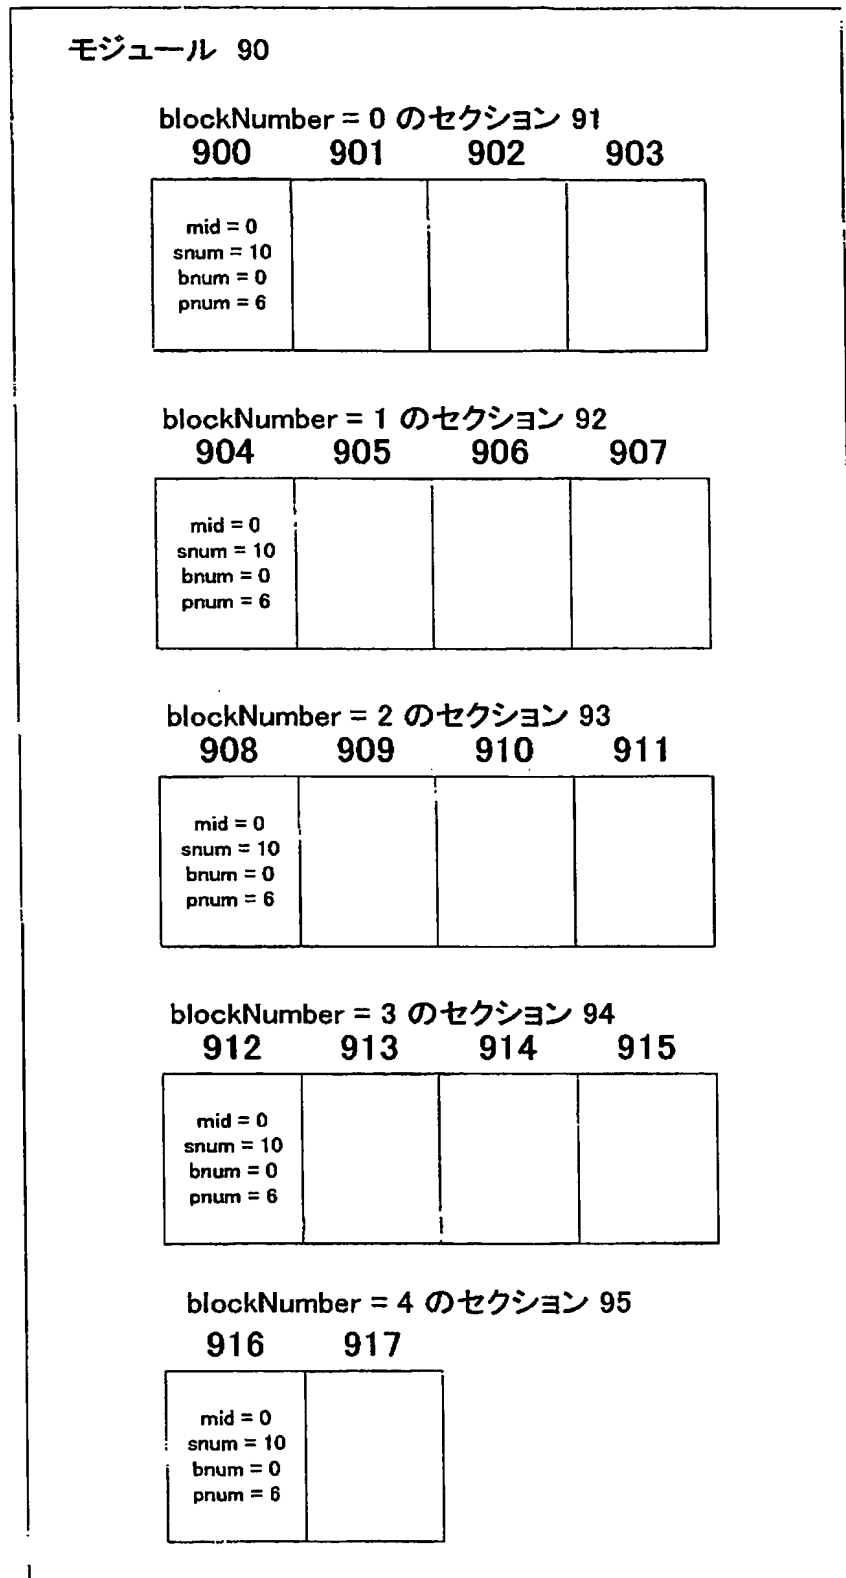 モジュール 90
blockNumber = 0 のセクション 91
900 901 902 903
mid = 0
snum = 10
bnum = 0
pnum = 6
blockNumber = 1 のセクション 92
904 905 906 907
mid = 0
snum = 10
bnum = 0
pnum = 6
blockNumber = 2 のセクション 93
908 909 910 911
mid = 0
snum = 10
bnum = 0
pnum = 6
blockNumber = 3 のセクション 94
912 913 914 915
mid = 0
snum = 10
bnum = 0
pnum = 6
blockNumber = 4 のセクション 95
916 917
mid = 0
snum = 10
bnum = 0
pnum = 6